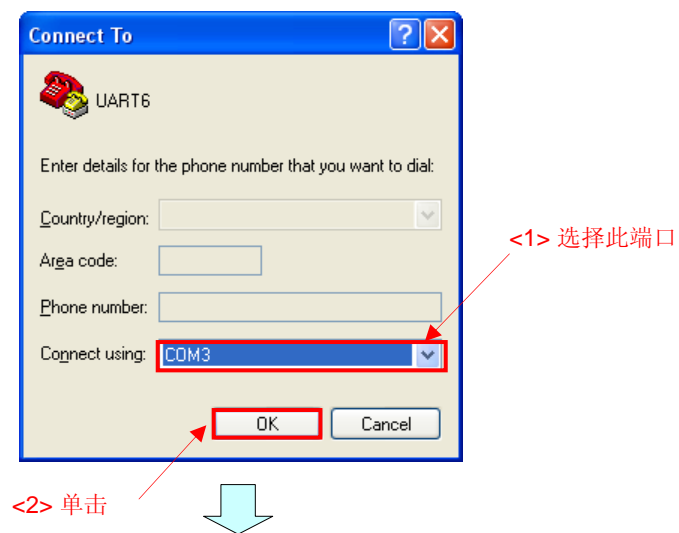 Connect To
UART6
Enter details for the phone number that you want to dial:
Country/region:
<1> 选择此端口
Area code:
Phone number:
Connect using: COM3
OK Cancel
<2> 单击